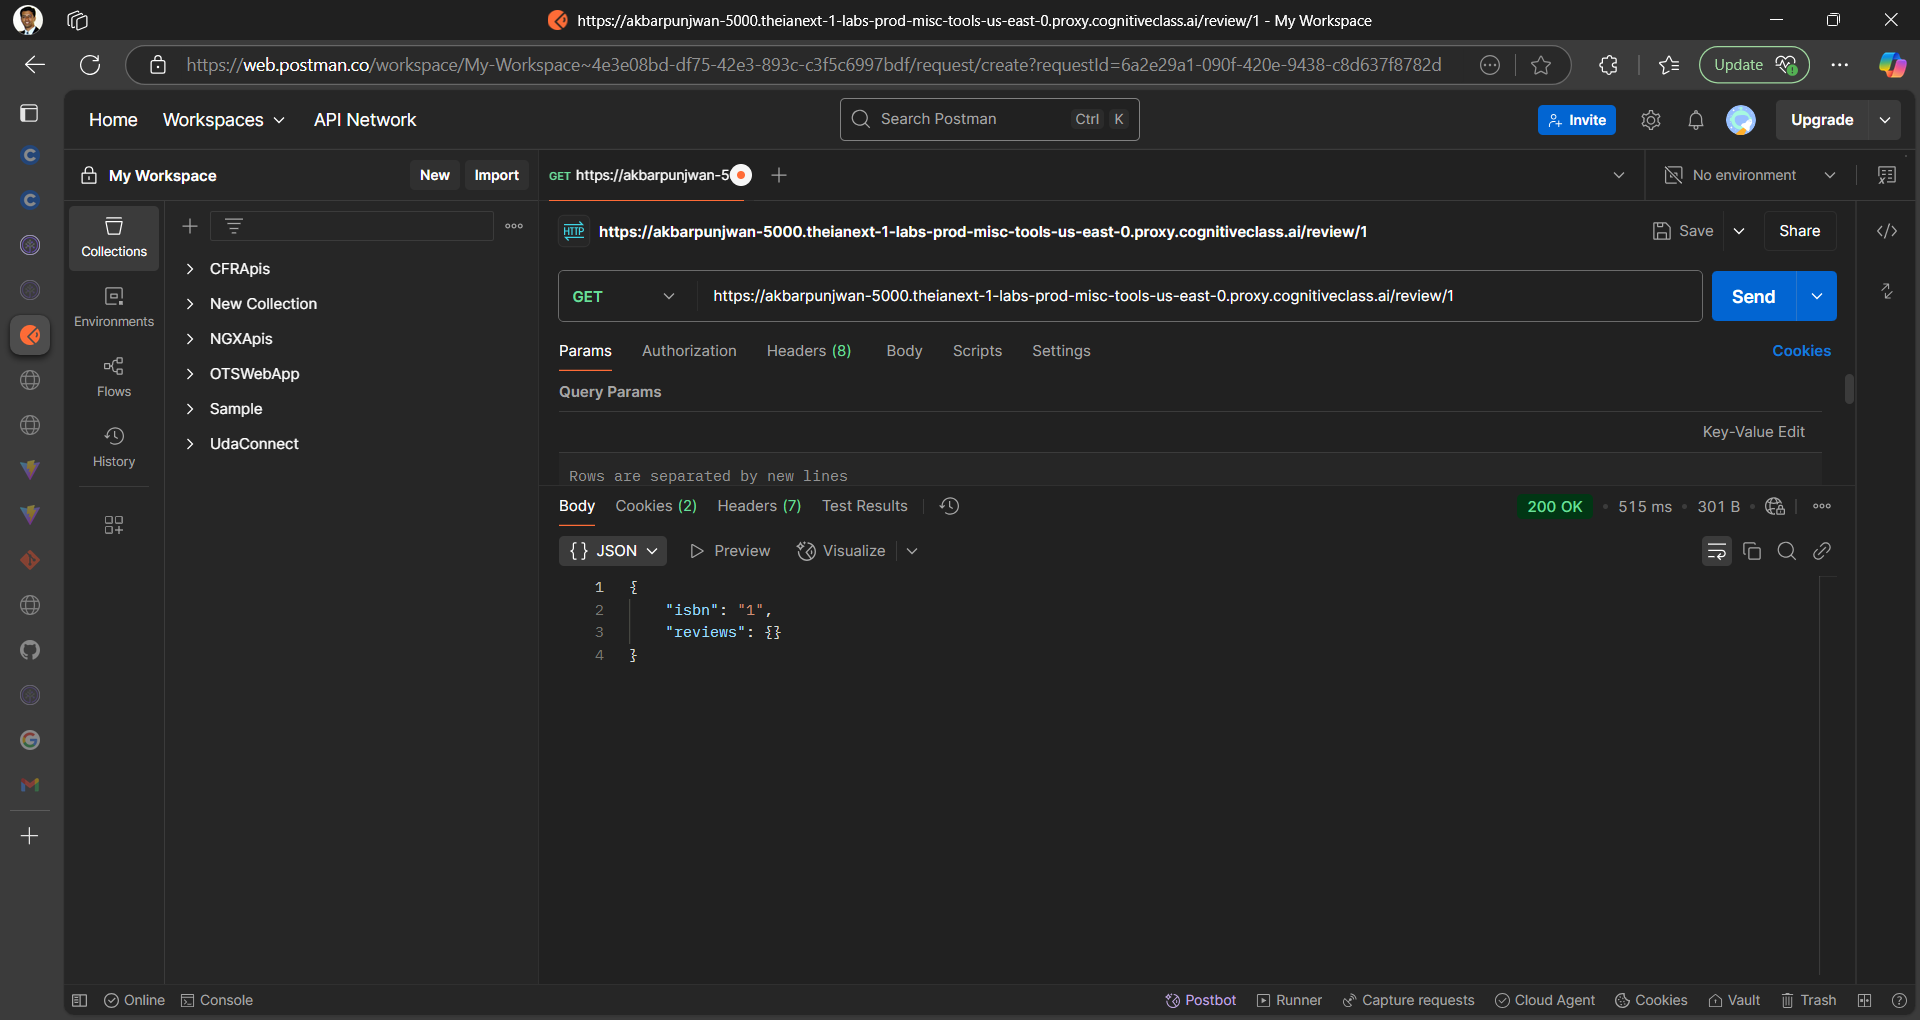 https://akbarpunjwan-5000.theianext-1-labs-prod-misc-tools-us-east-0.proxy.cognitiveclass.ai/review/1 - My Workspace
https://web.postman.co/workspace/My-Workspace~4e3e08bd-df75-42e3-893c-c3f5c6997bdf/request/create?requestId=6a2e29a1-090f-420e-9438-c8d637f8782d
Update
Home Workspaces API Network
Search Postman Ctrl K
Invite
Upgrade
My Workspace New Import
GET https://akbarpunjwan-5
No environment
Collections
Environments
Flows
History
CFRApis
New Collection
NGXApis
OTSWebApp
Sample
UdaConnect
HTTP https://akbarpunjwan-5000.theianext-1-labs-prod-misc-tools-us-east-0.proxy.cognitiveclass.ai/review/1
Save Share
GET https://akbarpunjwan-5000.theianext-1-labs-prod-misc-tools-us-east-0.proxy.cognitiveclass.ai/review/1
Send
Params Authorization Headers (8) Body Scripts Settings Cookies
Query Params
Key-Value Edit
Rows are separated by new lines
Body Cookies (2) Headers (7) Test Results
200 OK • 515 ms • 301 B •
{} JSON Preview Visualize
1 {
2 "isbn": "1",
3 "reviews": {}
4 }
Online Console
Postbot Runner Capture requests Cloud Agent Cookies Vault Trash